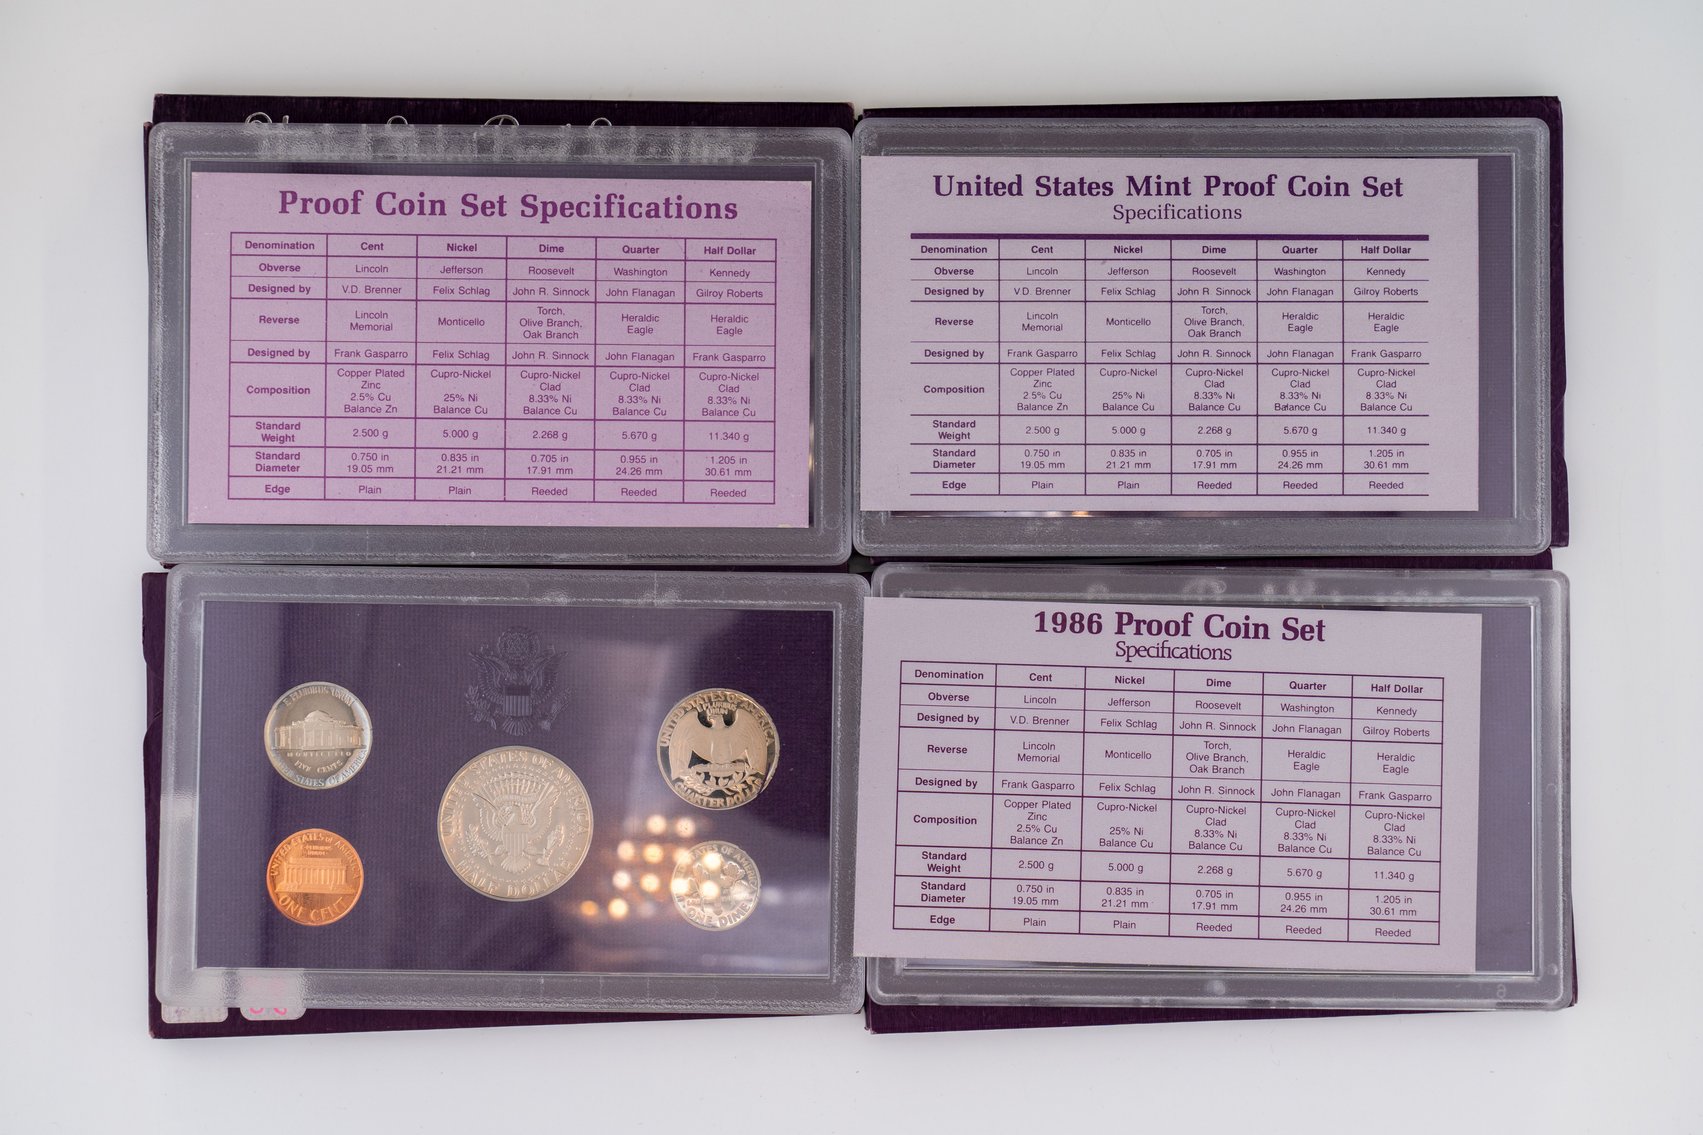 Proof Coin Set Specifications
Denomination Cent Nickel Dime Quarter Half Dollar
Obverse Lincoln Jefferson Roosevelt Washington Kennedy
Designed by V.D. Brenner Felix Schlag John R. Sinnock John Flanagan Gilroy Roberts
Reverse Lincoln Memorial Monticello Torch, Olive Branch, Oak Branch Heraldic Eagle Heraldic Eagle
Designed by Frank Gasparro Felix Schlag John R. Sinnock John Flanagan Frank Gasparro
Composition Copper Plated Zinc 2.5% Cu Balance Zn Cupro-Nickel 25% Ni Balance Cu Cupro-Nickel Clad 8.33% Ni Balance Cu Cupro-Nickel Clad 8.33% Ni Balance Cu Cupro-Nickel Clad 8.33% Ni Balance Cu
Standard Weight 2.500 g 5.000 g 2.268 g 5.670 g 11.340 g
Standard Diameter 0.750 in 19.05 mm 0.835 in 21.21 mm 0.705 in 17.91 mm 0.955 in 24.26 mm 1.205 in 30.61 mm
Edge Plain Plain Reeded Reeded Reeded
United States Mint Proof Coin Set
Specifications
Denomination Cent Nickel Dime Quarter Half Dollar
Obverse Lincoln Jefferson Roosevelt Washington Kennedy
Designed by V.D. Brenner Felix Schlag John R. Sinnock John Flanagan Gilroy Roberts
Reverse Lincoln Memorial Monticello Torch, Olive Branch, Oak Branch Heraldic Eagle Heraldic Eagle
Designed by Frank Gasparro Felix Schlag John R. Sinnock John Flanagan Frank Gasparro
Composition Copper Plated Zinc 2.5% Cu Balance Zn Cupro-Nickel 25% Ni Balance Cu Cupro-Nickel Clad 8.33% Ni Balance Cu Cupro-Nickel Clad 8.33% Ni Balance Cu Cupro-Nickel Clad 8.33% Ni Balance Cu
Standard Weight 2.500 g 5.000 g 2.268 g 5.670 g 11.340 g
Standard Diameter 0.750 in 19.05 mm 0.835 in 21.21 mm 0.705 in 17.91 mm 0.955 in 24.26 mm 1.205 in 30.61 mm
Edge Plain Plain Reeded Reeded Reeded
E PLURIBUS UNUM
MONTICELLO
FIVE CENTS
UNITED STATES OF AMERICA
UNITED STATES OF AMERICA
E PLURIBUS UNUM
QUARTER DOLLAR
UNITED STATES OF AMERICA
HALF DOLLAR
UNITED STATES OF AMERICA
E PLURIBUS UNUM
ONE CENT
STATES OF AMERICA
ONE DIME
1986 Proof Coin Set
Specifications
Denomination Cent Nickel Dime Quarter Half Dollar
Obverse Lincoln Jefferson Roosevelt Washington Kennedy
Designed by V.D. Brenner Felix Schlag John R. Sinnock John Flanagan Gilroy Roberts
Reverse Lincoln Memorial Monticello Torch, Olive Branch, Oak Branch Heraldic Eagle Heraldic Eagle
Designed by Frank Gasparro Felix Schlag John R. Sinnock John Flanagan Frank Gasparro
Composition Copper Plated Zinc 2.5% Cu Balance Zn Cupro-Nickel 25% Ni Balance Cu Cupro-Nickel Clad 8.33% Ni Balance Cu Cupro-Nickel Clad 8.33% Ni Balance Cu Cupro-Nickel Clad 8.33% Ni Balance Cu
Standard Weight 2.500 g 5.000 g 2.268 g 5.670 g 11.340 g
Standard Diameter 0.750 in 19.05 mm 0.835 in 21.21 mm 0.705 in 17.91 mm 0.955 in 24.26 mm 1.205 in 30.61 mm
Edge Plain Plain Reeded Reeded Reeded